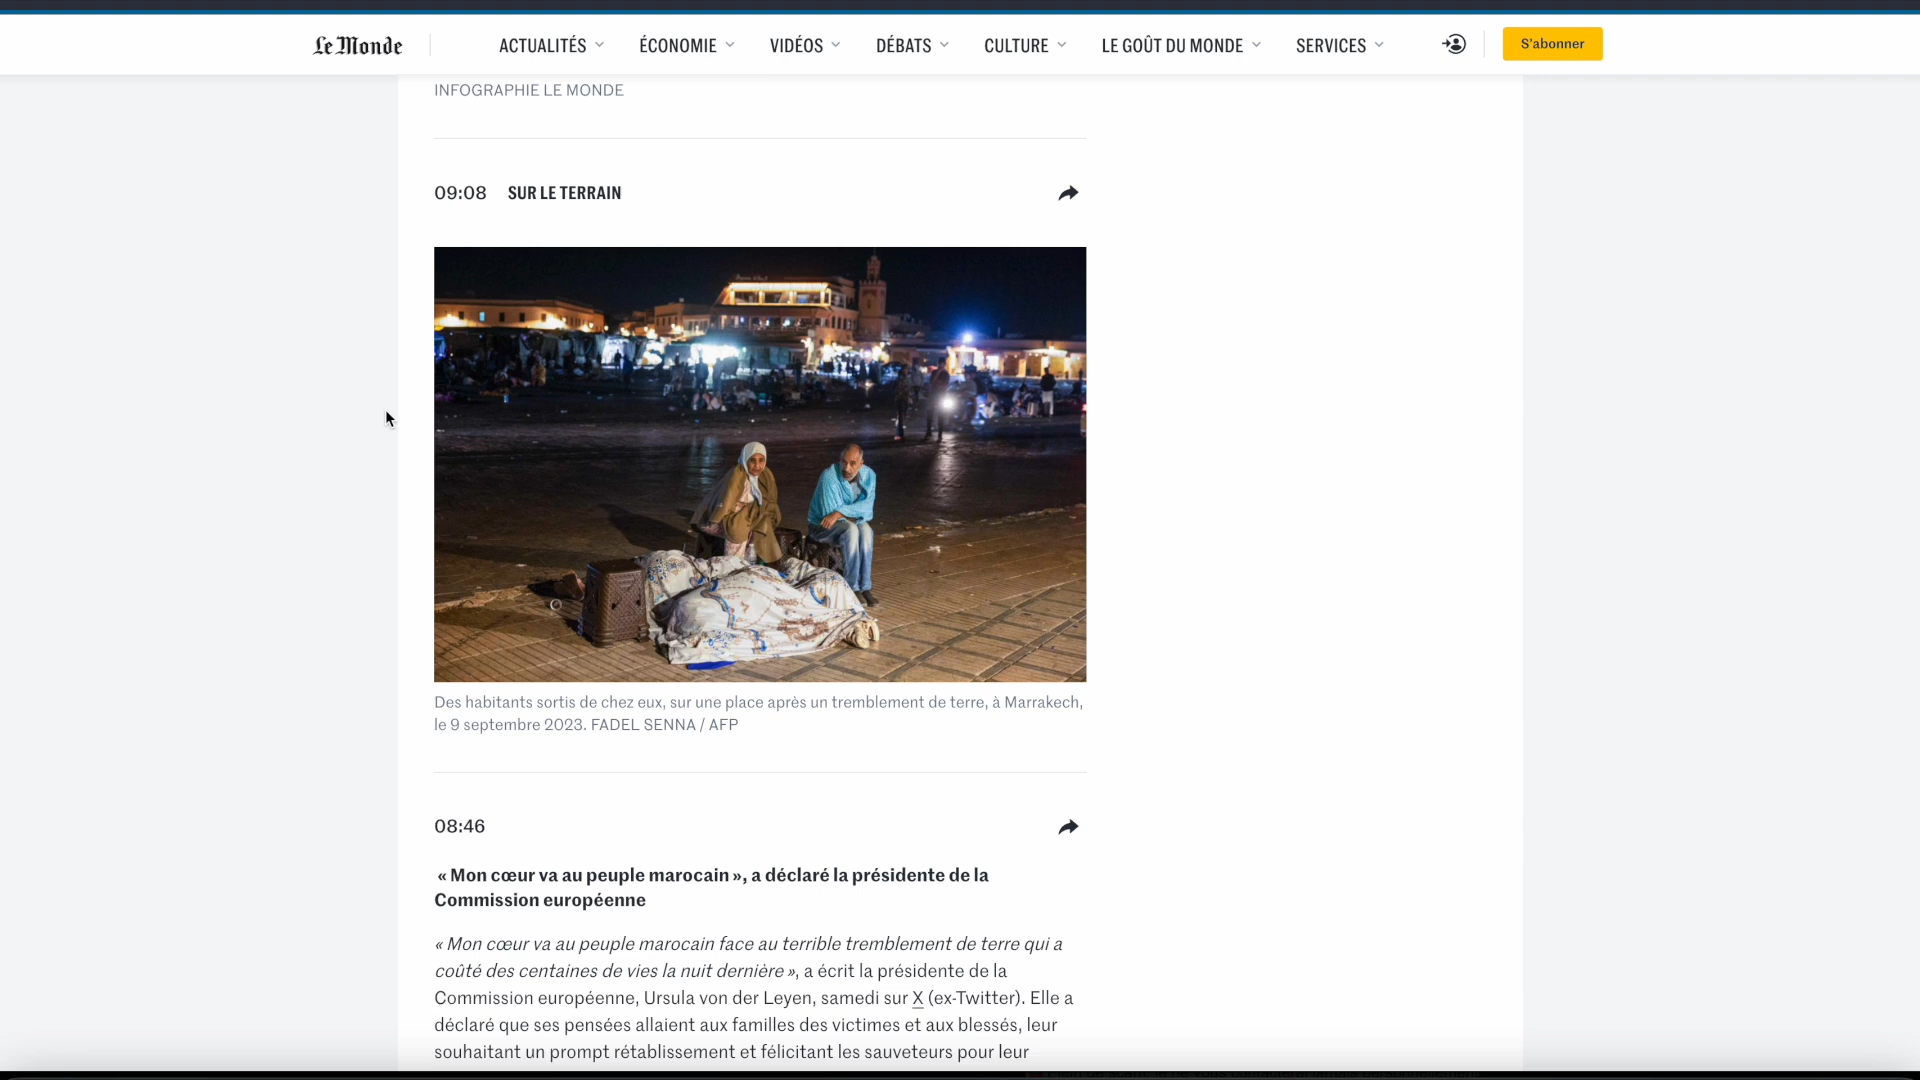 Le Monde
ACTUALITÉS
ÉCONOMIE
VIDÉOS
DÉBATS
CULTURE
LE GOÛT DU MONDE
SERVICES
S'abonner
INFOGRAPHIE LE MONDE
09:08 SUR LE TERRAIN
Des habitants sortis de chez eux, sur une place après un tremblement de terre, à Marrakech,
le 9 septembre 2023. FADEL SENNA / AFP
08:46
« Mon cœur va au peuple marocain », a déclaré la présidente de la
Commission européenne
« Mon cœur va au peuple marocain face au terrible tremblement de terre qui a
coûté des centaines de vies la nuit dernière », a écrit la présidente de la
Commission européenne, Ursula von der Leyen, samedi sur X (ex-Twitter). Elle a
déclaré que ses pensées allaient aux familles des victimes et aux blessés, leur
souhaitant un prompt rétablissement et félicitant les sauveteurs pour leur